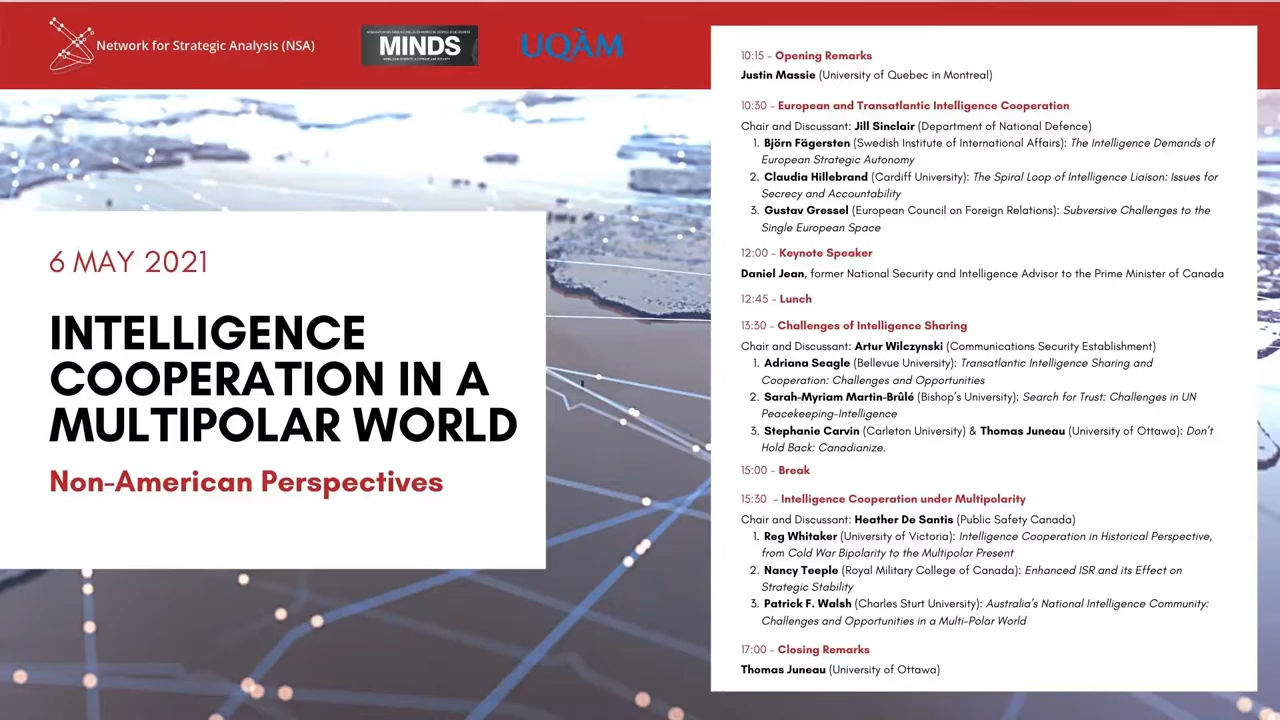 Network for Strategic Analysis (NSA)
MINDS
UQÀM
6 MAY 2021
INTELLIGENCE
COOPERATION IN A
MULTIPOLAR WORLD
Non-American Perspectives
10:15 - Opening Remarks
Justin Massie (University of Quebec in Montreal)
10:30 - European and Transatlantic Intelligence Cooperation
Chair and Discussant: Jill Sinclair (Department of National Defence)
1. Björn Fägersten (Swedish Institute of International Affairs): The Intelligence Demands of
European Strategic Autonomy
2. Claudia Hillebrand (Cardiff University): The Spiral Loop of Intelligence Liaison: Issues for
Secrecy and Accountability
3. Gustav Gressel (European Council on Foreign Relations): Subversive Challenges to the
Single European Space
12:00 - Keynote Speaker
Daniel Jean, former National Security and Intelligence Advisor to the Prime Minister of Canada
12:45 - Lunch
13:30 - Challenges of Intelligence Sharing
Chair and Discussant: Artur Wilczynski (Communications Security Establishment)
1. Adriana Seagle (Bellevue University): Transatlantic Intelligence Sharing and
Cooperation: Challenges and Opportunities
2. Sarah-Myriam Martin-Brûlé (Bishop's University): Search for Trust: Challenges in UN
Peacekeeping-Intelligence
3. Stephanie Carvin (Carleton University) & Thomas Juneau (University of Ottawa): Don't
Hold Back: Canadianize.
15:00 - Break
15:30 - Intelligence Cooperation under Multipolarity
Chair and Discussant: Heather De Santis (Public Safety Canada)
1. Reg Whitaker (University of Victoria): Intelligence Cooperation in Historical Perspective,
from Cold War Bipolarity to the Multipolar Present
2. Nancy Teeple (Royal Military College of Canada): Enhanced ISR and its Effect on
Strategic Stability
3. Patrick F. Walsh (Charles Sturt University): Australia's National Intelligence Community:
Challenges and Opportunities in a Multi-Polar World
17:00 - Closing Remarks
Thomas Juneau (University of Ottawa)